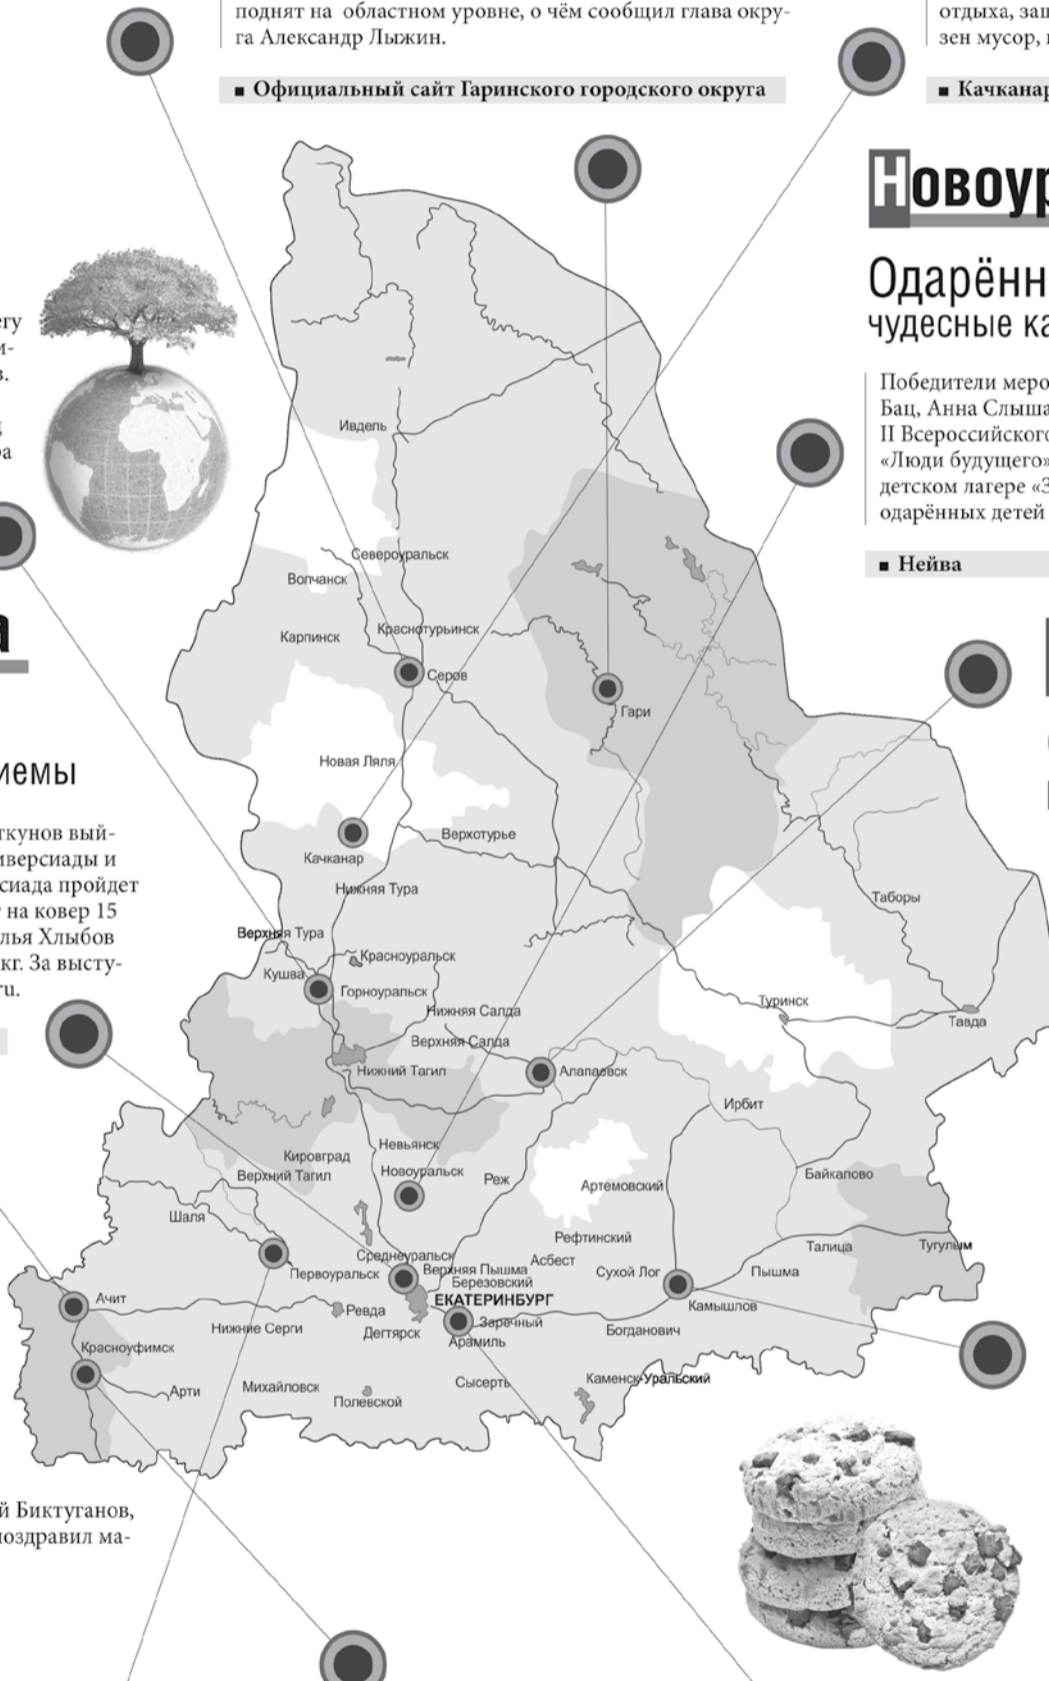 поднят на областном уровне, о чём сообщил глава окру-
га Александр Лыжин.
■ Официальный сайт Гаринского городского округа
отдыха, 
зен мусор,
■ Качканар
Новоур
Одарённ
чудесные ка
Победители меро
Бац, Анна Слыша
II Всероссийского
«Люди будущего»
детском лагере «З
одарённых детей
■ Нейва
егу
и-
в.
ра
а
иемы
ткунов вый-
иверсиады и
сиада пройдет
т на ковер 15
лья Хлыбов
кг. За высту-
ru.
Ивдель
Североуральск
Волчанск
Краснотурьинск
Карпинск
Серов
Гари
Новая Ляля
Верхотурье
Качканар
Нижняя Тура
Таборы
Верхняя Тура
Красноуральск
Кушва
Горноуральск
Туринск
Нижняя Салда
Тавда
Верхняя Салда
Нижний Тагил
Алапаевск
Ирбит
Невьянск
Кировград
Новоуральск
Верхний Тагил
Реж
Артемовский
Байкалово
Шаля
Рефтинский
Талица
Тугулым
Среднеуральск
Асбест
Верхняя Пышма
Первоуральск
Сухой Лог
Пышма
Березовский
ЕКАТЕРИНБУРГ
Ачит
Камышлов
Ревда
Заречный
Нижние Серги
Дегтярск
Богданович
Арамиль
Красноуфимск
Каменск-Уральский
Сысерть
Михайловск
Арти
Полевской
й Биктуганов,
поздравил ма-